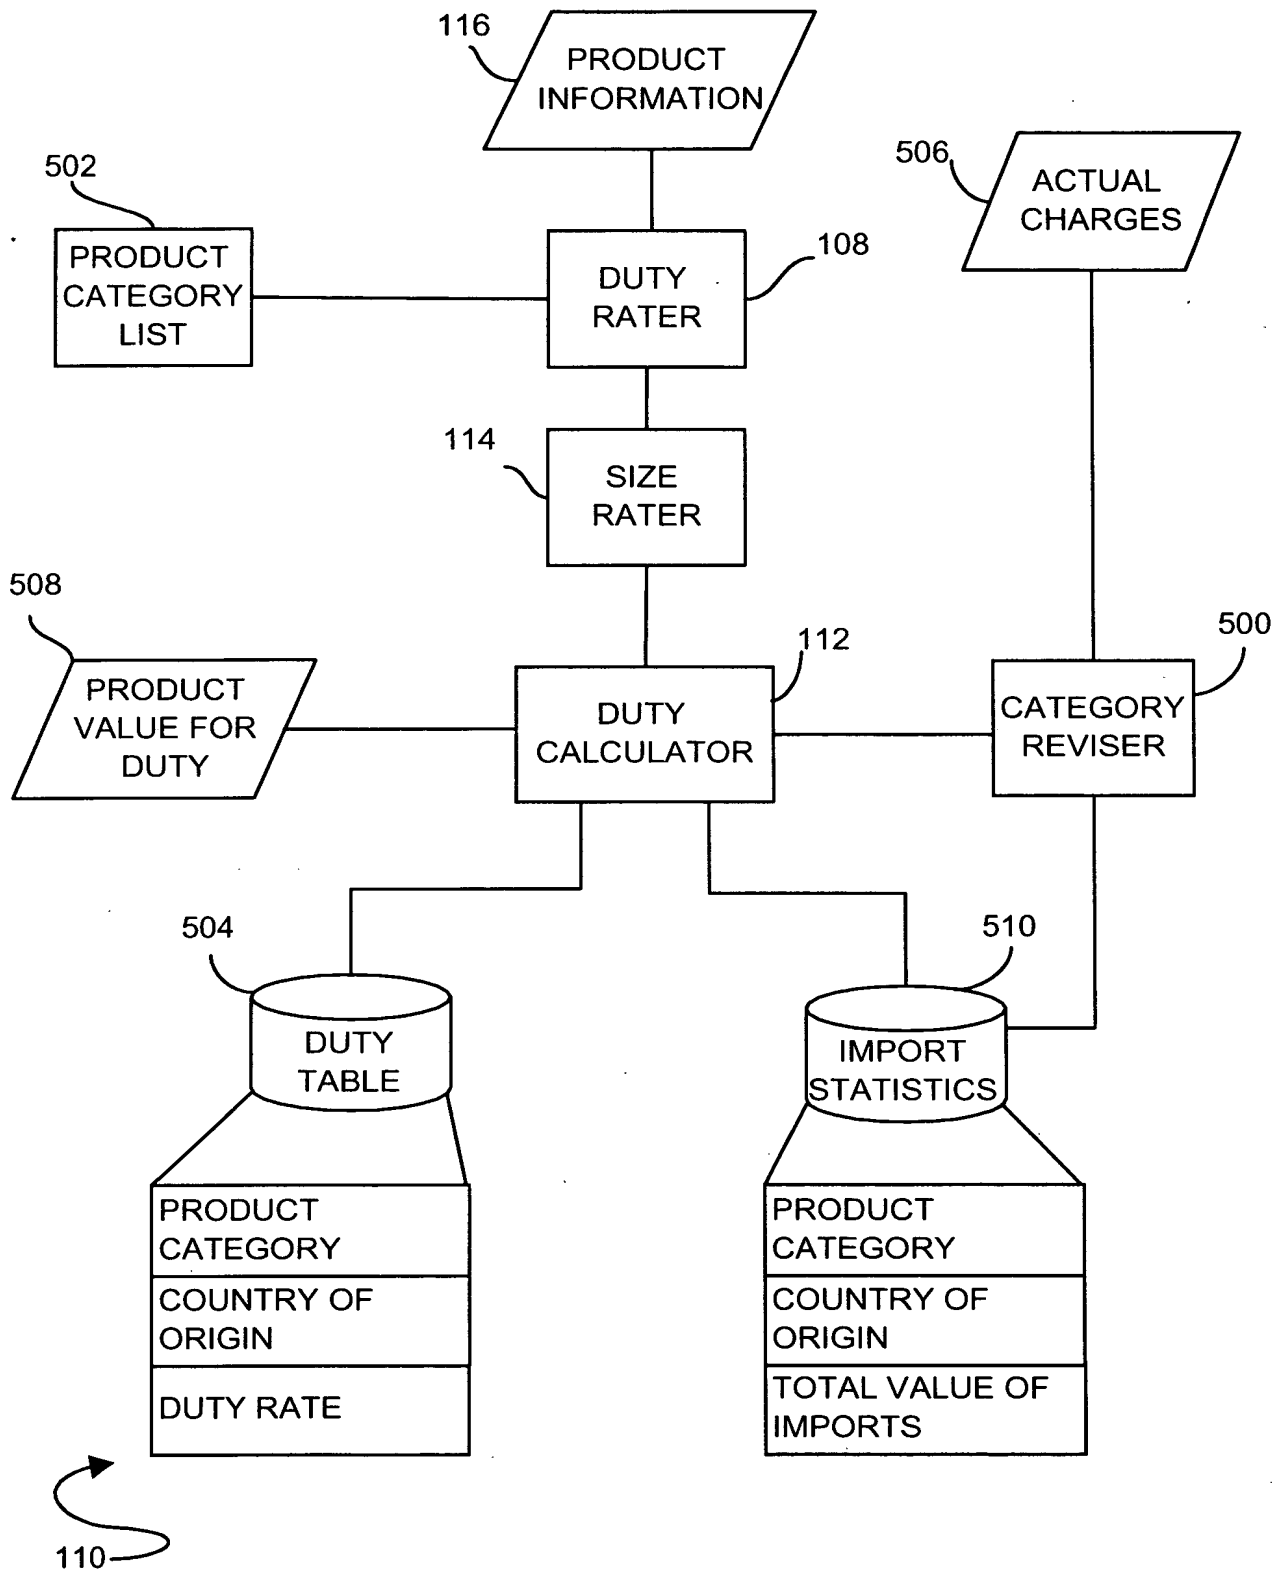 116
PRODUCT
INFORMATION
506
ACTUAL
CHARGES
502
PRODUCT
CATEGORY
LIST
DUTY
RATER
108
114
SIZE
RATER
508
PRODUCT
VALUE FOR
DUTY
112
DUTY
CALCULATOR
500
CATEGORY
REVISER
504
DUTY
TABLE
510
IMPORT
STATISTICS
PRODUCT
CATEGORY
COUNTRY OF
ORIGIN
DUTY RATE
PRODUCT
CATEGORY
COUNTRY OF
ORIGIN
TOTAL VALUE OF
IMPORTS
110